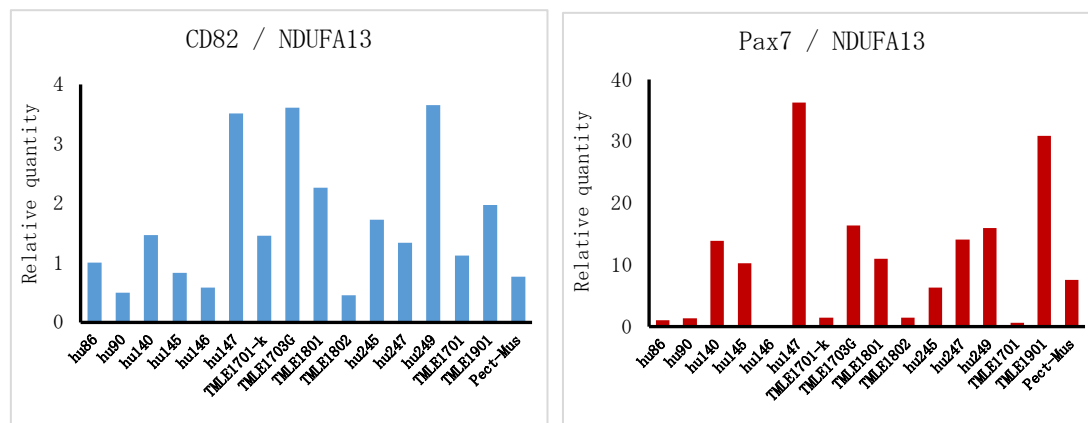 CD82 / NDUFA13
Relative quantity
4
3
2
1
0
hu86
hu90
hu140
hu145
hu146
hu147
TMLE1701-k
TMLE1703G
TMLE1801
TMLE1802
hu245
hu247
hu249
TMLE1701
TMLE1901
Pect-Mus
Pax7 / NDUFA13
Relative quantity
40
30
20
10
0
hu86
hu90
hu140
hu145
hu146
hu147
TMLE1701-k
TMLE1703G
TMLE1801
TMLE1802
hu245
hu247
hu249
TMLE1701
TMLE1901
Pect-Mus